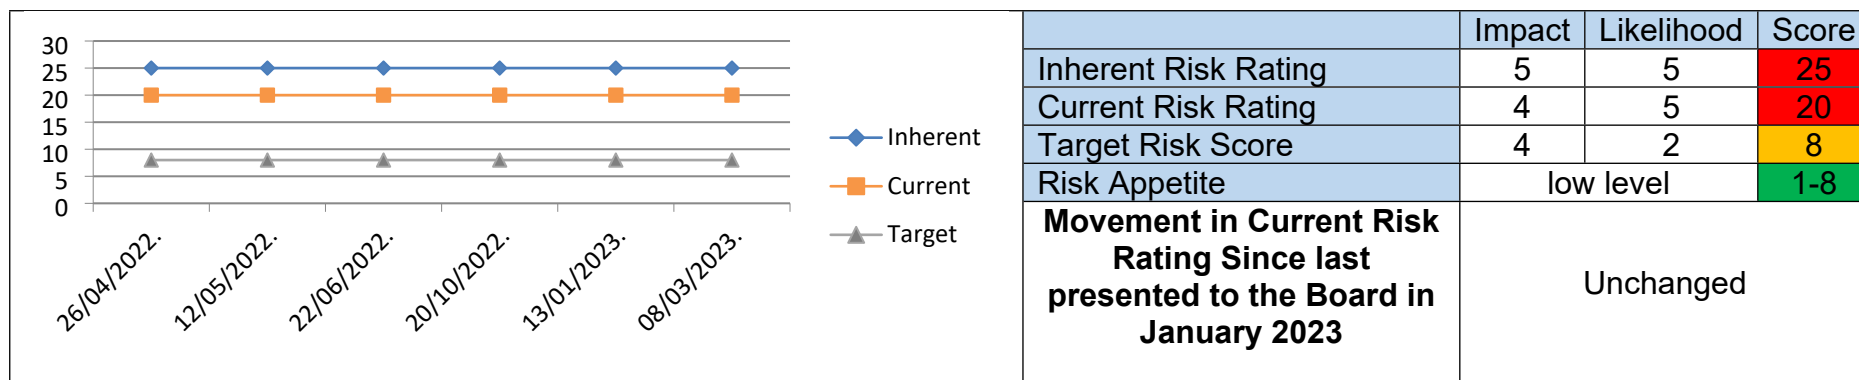 30
25
20
15
10
5
0
26/04/2022.
12/05/2022.
22/06/2022.
20/10/2022.
13/01/2023.
08/03/2023.
Inherent
Current
Target
Impact Likelihood Score
Inherent Risk Rating 5 5 25
Current Risk Rating 4 5 20
Target Risk Score 4 2 8
Risk Appetite low level 1-8
Movement in Current Risk
Rating Since last
presented to the Board in
January 2023
Unchanged